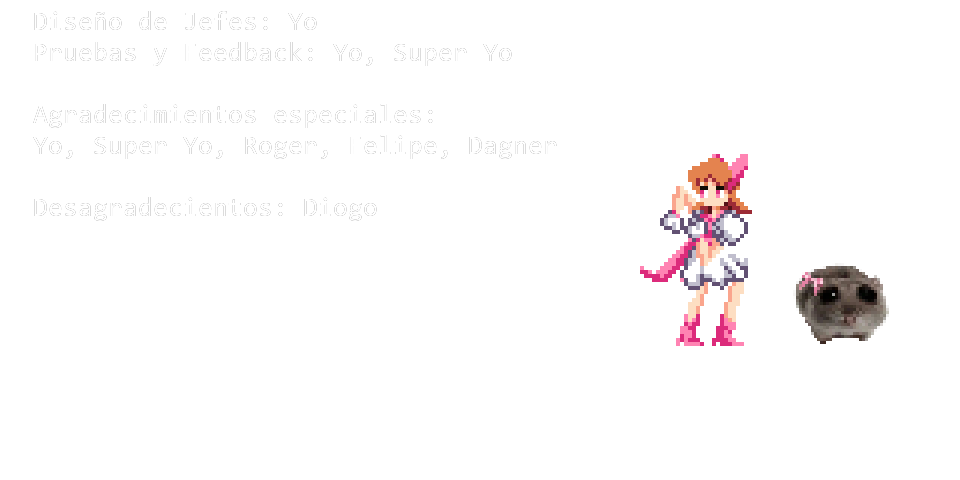 Diseño de Jefes: Yo
Pruebas y Feedback: Yo, Super Yo
Agradecimientos especiales:
Yo, Super Yo, Roger, Felipe, Dagner
Desagradecientos: Diogo